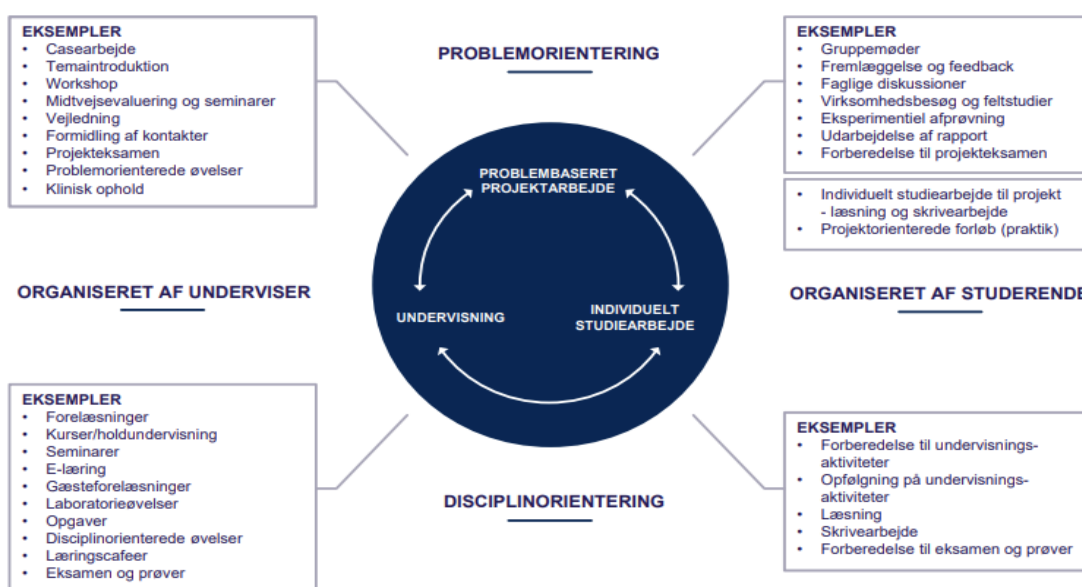 EKSEMPLER
• Casearbejde
• Temaintroduktion
• Workshop
• Midtvejsevaluering og seminarer
• Vejledning
• Formidling af kontakter
• Projekteksamen
• Problemorienterede øvelser
• Klinisk ophold
PROBLEMORIENTERING
EKSEMPLER
• Gruppemøder
• Fremlæggelse og feedback
• Faglige diskussioner
• Virksomhedsbesøg og feltstudier
• Eksperimentiel afprøvning
• Udarbejdelse af rapport
• Forberedelse til projekteksamen
• Individuelt studiearbejde til projekt
- læsning og skrivearbejde
• Projektorienterede forløb (praktik)
PROBLEMBASERET
PROJEKTARBEJDE
ORGANISERET AF UNDERVISER
ORGANISERET AF STUDERENDE
UNDERVISNING
INDIVIDUELT
STUDIEARBEJDE
EKSEMPLER
• Forelæsninger
• Kurser/holdundervisning
• Seminarer
• E-læring
• Gæsteforelæsninger
• Laboratorieøvelser
• Opgaver
• Disciplinorienterede øvelser
• Læringscafeer
• Eksamen og prøver
DISCIPLINORIENTERING
EKSEMPLER
• Forberedelse til undervisnings-
aktiviteter
• Opfølgning på undervisnings-
aktiviteter
• Læsning
• Skrivearbejde
• Forberedelse til eksamen og prøver